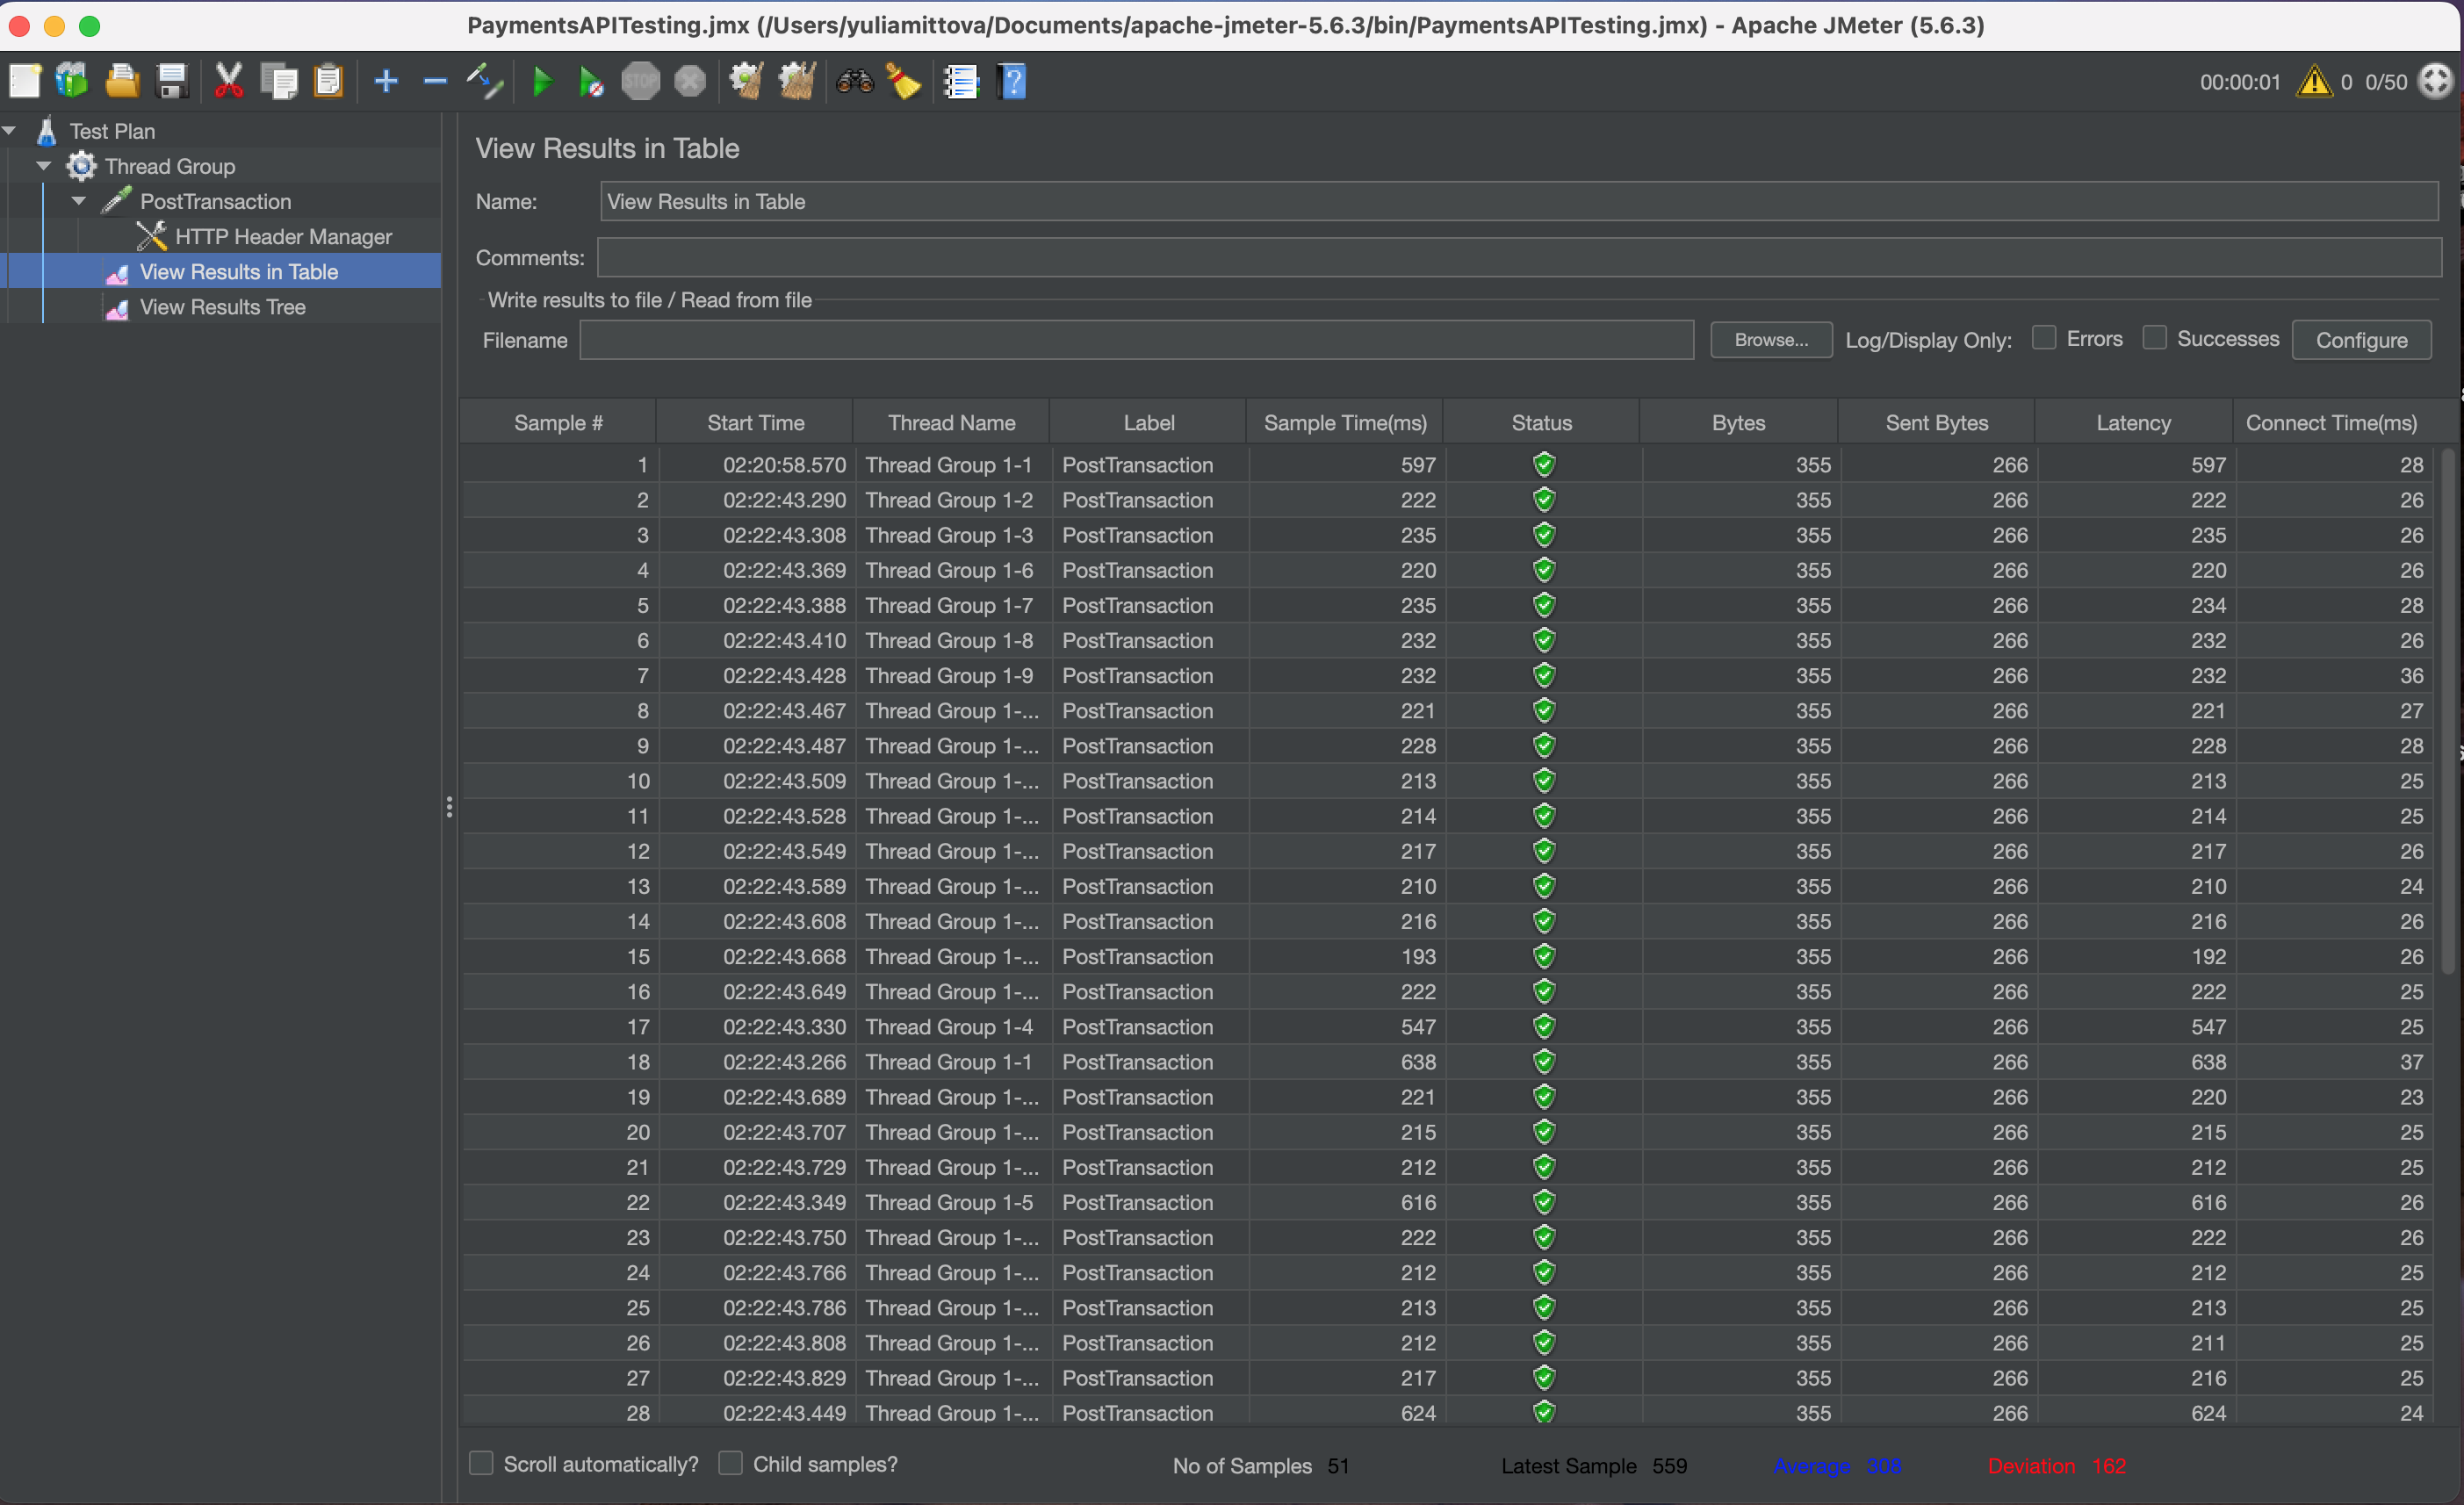 PaymentsAPITesting.jmx (/Users/yuliamittova/Documents/apache-jmeter-5.6.3/bin/PaymentsAPITesting.jmx) - Apache JMeter (5.6.3)
STOP
00:00:01 0 0/50
Test Plan
Thread Group
PostTransaction
HTTP Header Manager
View Results in Table
View Results Tree
View Results in Table
Name: View Results in Table
Comments:
Write results to file / Read from file
Filename Browse... Log/Display Only: Errors Successes Configure
Sample # Start Time Thread Name Label Sample Time(ms) Status Bytes Sent Bytes Latency Connect Time(ms)
1 02:20:58.570 Thread Group 1-1 PostTransaction 597 355 266 597 28
2 02:22:43.290 Thread Group 1-2 PostTransaction 222 355 266 222 26
3 02:22:43.308 Thread Group 1-3 PostTransaction 235 355 266 235 26
4 02:22:43.369 Thread Group 1-6 PostTransaction 220 355 266 220 26
5 02:22:43.388 Thread Group 1-7 PostTransaction 235 355 266 234 28
6 02:22:43.410 Thread Group 1-8 PostTransaction 232 355 266 232 26
7 02:22:43.428 Thread Group 1-9 PostTransaction 232 355 266 232 36
8 02:22:43.467 Thread Group 1-... PostTransaction 221 355 266 221 27
9 02:22:43.487 Thread Group 1-... PostTransaction 228 355 266 228 28
10 02:22:43.509 Thread Group 1-... PostTransaction 213 355 266 213 25
11 02:22:43.528 Thread Group 1-... PostTransaction 214 355 266 214 25
12 02:22:43.549 Thread Group 1-... PostTransaction 217 355 266 217 26
13 02:22:43.589 Thread Group 1-... PostTransaction 210 355 266 210 24
14 02:22:43.608 Thread Group 1-... PostTransaction 216 355 266 216 26
15 02:22:43.668 Thread Group 1-... PostTransaction 193 355 266 192 26
16 02:22:43.649 Thread Group 1-... PostTransaction 222 355 266 222 25
17 02:22:43.330 Thread Group 1-4 PostTransaction 547 355 266 547 25
18 02:22:43.266 Thread Group 1-1 PostTransaction 638 355 266 638 37
19 02:22:43.689 Thread Group 1-... PostTransaction 221 355 266 220 23
20 02:22:43.707 Thread Group 1-... PostTransaction 215 355 266 215 25
21 02:22:43.729 Thread Group 1-... PostTransaction 212 355 266 212 25
22 02:22:43.349 Thread Group 1-5 PostTransaction 616 355 266 616 26
23 02:22:43.750 Thread Group 1-... PostTransaction 222 355 266 222 26
24 02:22:43.766 Thread Group 1-... PostTransaction 212 355 266 212 25
25 02:22:43.786 Thread Group 1-... PostTransaction 213 355 266 213 25
26 02:22:43.808 Thread Group 1-... PostTransaction 212 355 266 211 25
27 02:22:43.829 Thread Group 1-... PostTransaction 217 355 266 216 25
28 02:22:43.449 Thread Group 1-... PostTransaction 624 355 266 624 24
Scroll automatically? Child samples? No of Samples 51 Latest Sample 559 Average 308 Deviation 162